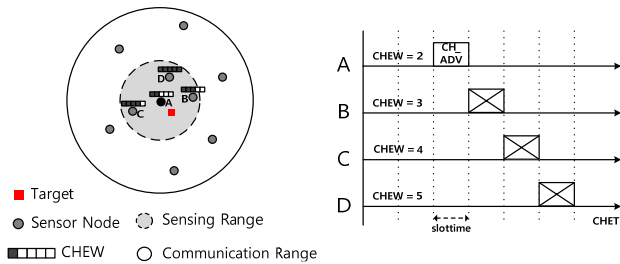 D
A
B
C
Target
Sensor Node
Sensing Range
CHEW
Communication Range
A
CHEW = 2
CH_
ADV
B
CHEW = 3
C
CHEW = 4
D
CHEW = 5
CHET
slottime